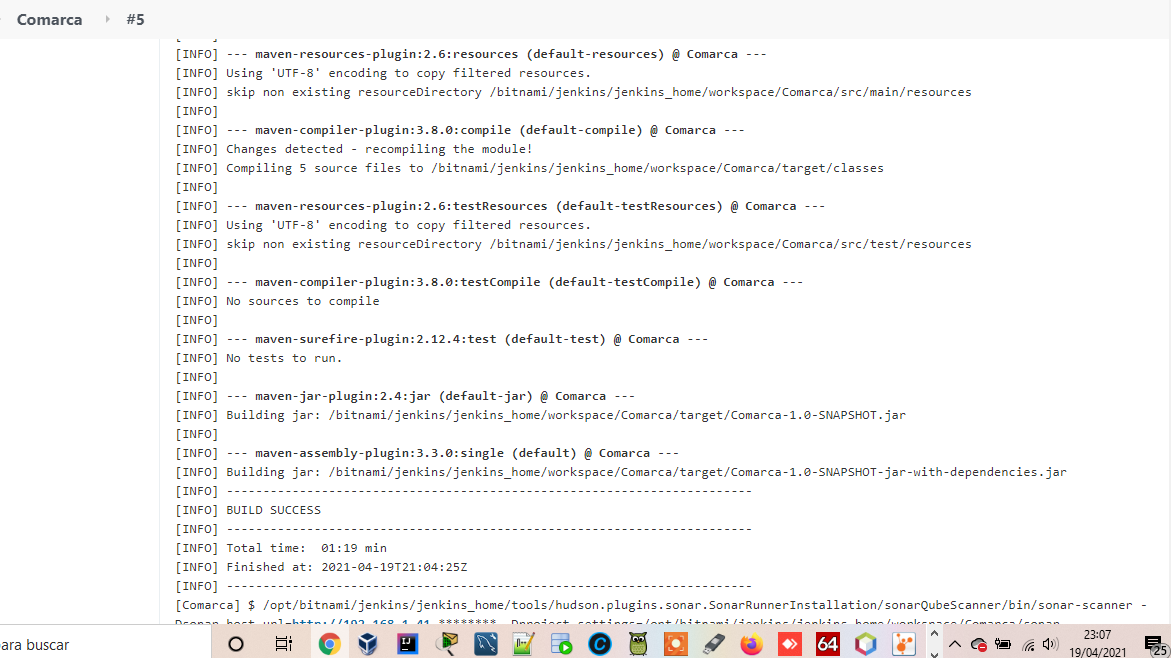 Comarca #5
[INFO] --- maven-resources-plugin:2.6:resources (default-resources) @ Comarca ---
[INFO] Using 'UTF-8' encoding to copy filtered resources.
[INFO] skip non existing resourceDirectory /bitnami/jenkins/jenkins_home/workspace/Comarca/src/main/resources
[INFO]
[INFO] --- maven-compiler-plugin:3.8.0:compile (default-compile) @ Comarca ---
[INFO] Changes detected - recompiling the module!
[INFO] Compiling 5 source files to /bitnami/jenkins/jenkins_home/workspace/Comarca/target/classes
[INFO]
[INFO] --- maven-resources-plugin:2.6:testResources (default-testResources) @ Comarca ---
[INFO] Using 'UTF-8' encoding to copy filtered resources.
[INFO] skip non existing resourceDirectory /bitnami/jenkins/jenkins_home/workspace/Comarca/src/test/resources
[INFO]
[INFO] --- maven-compiler-plugin:3.8.0:testCompile (default-testCompile) @ Comarca ---
[INFO] No sources to compile
[INFO]
[INFO] --- maven-surefire-plugin:2.12.4:test (default-test) @ Comarca ---
[INFO] No tests to run.
[INFO]
[INFO] --- maven-jar-plugin:2.4:jar (default-jar) @ Comarca ---
[INFO] Building jar: /bitnami/jenkins/jenkins_home/workspace/Comarca/target/Comarca-1.0-SNAPSHOT.jar
[INFO]
[INFO] --- maven-assembly-plugin:3.3.0:single (default) @ Comarca ---
[INFO] Building jar: /bitnami/jenkins/jenkins_home/workspace/Comarca/target/Comarca-1.0-SNAPSHOT-jar-with-dependencies.jar
[INFO] ------------------------------------------------------------------------
[INFO] BUILD SUCCESS
[INFO] ------------------------------------------------------------------------
[INFO] Total time:  01:19 min
[INFO] Finished at: 2021-04-19T21:04:25Z
[INFO] ------------------------------------------------------------------------
[Comarca] $ /opt/bitnami/jenkins/jenkins_home/tools/hudson.plugins.sonar.SonarRunnerInstallation/sonarQubeScanner/bin/sonar-scanner -
ara buscar
IJ
64
23:07
19/04/2021
25